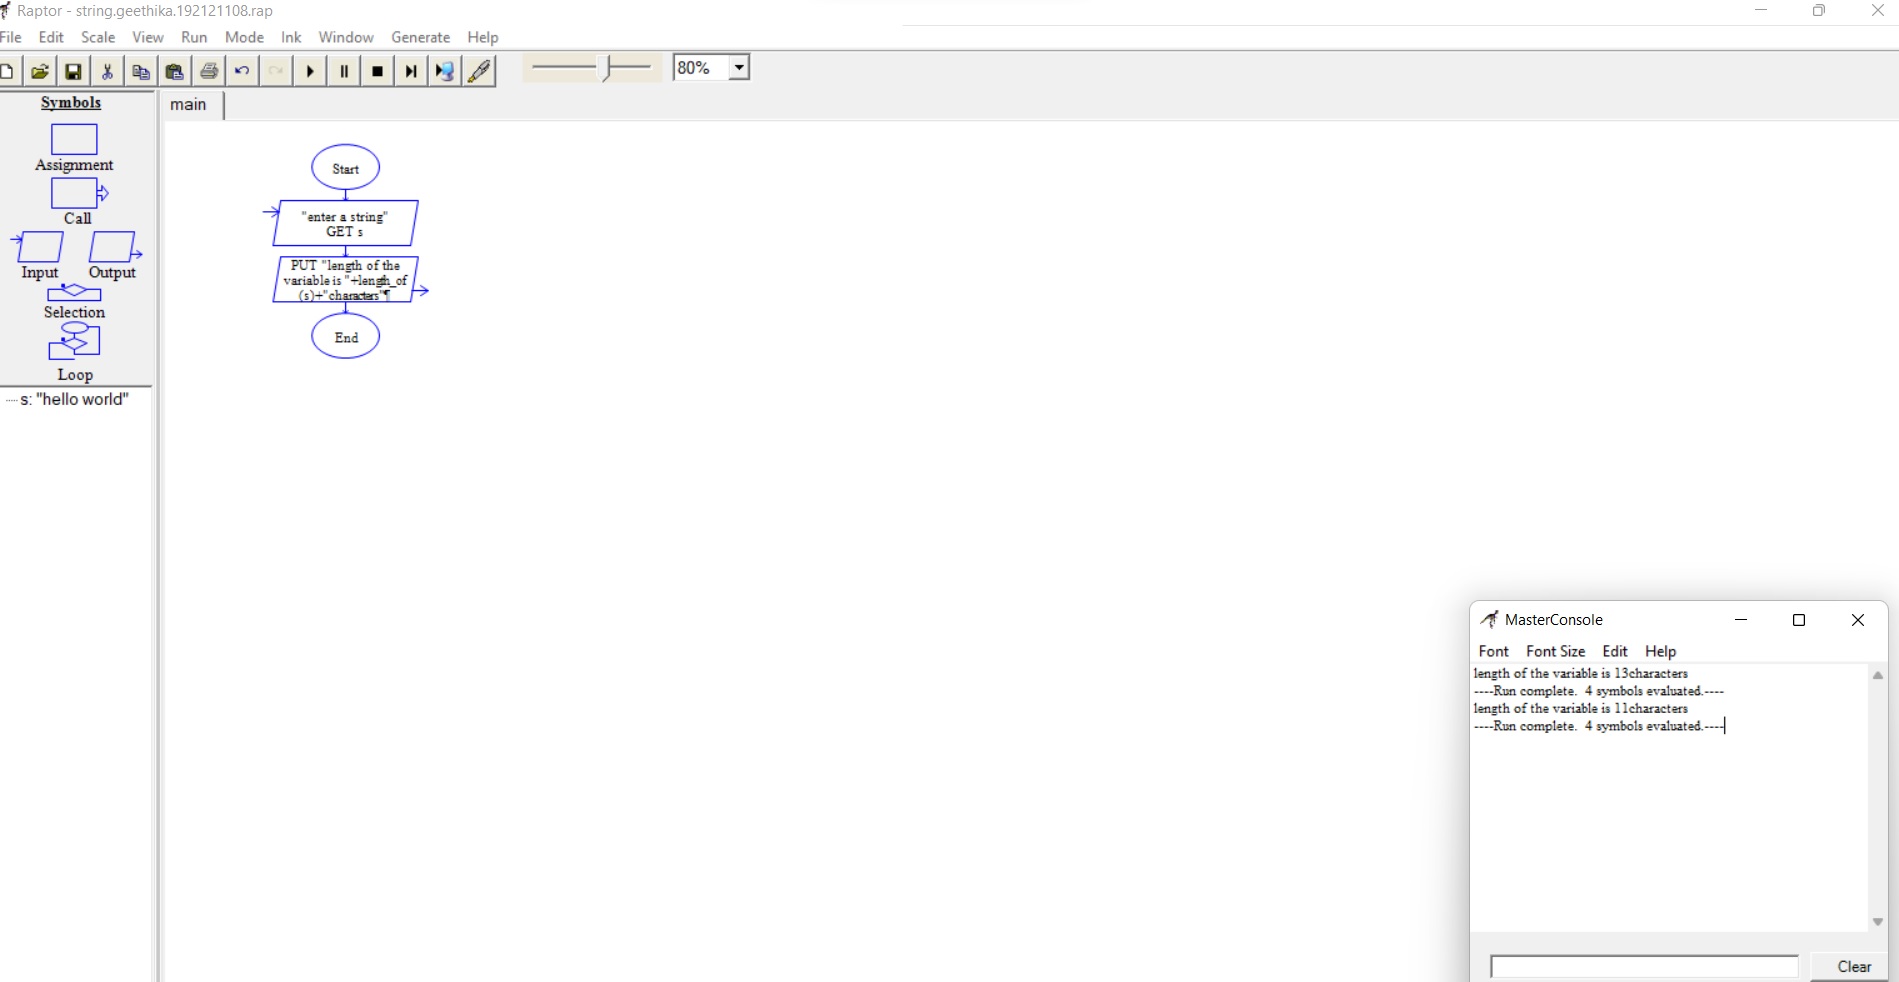 Raptor - string.geethika.192121108.rap
File Edit Scale View Run Mode Ink Window Generate Help
80%
Symbols
Assignment
Call
Input Output
Selection
Loop
s: "hello world"
main
Start
"enter a string"
GET s
PUT "length of the
variable is "+length_of
(s)+"characters"¶
End
MasterConsole
Font Font Size Edit Help
length of the variable is 13characters
----Run complete. 4 symbols evaluated.----
length of the variable is 11characters
----Run complete. 4 symbols evaluated.----
Clear